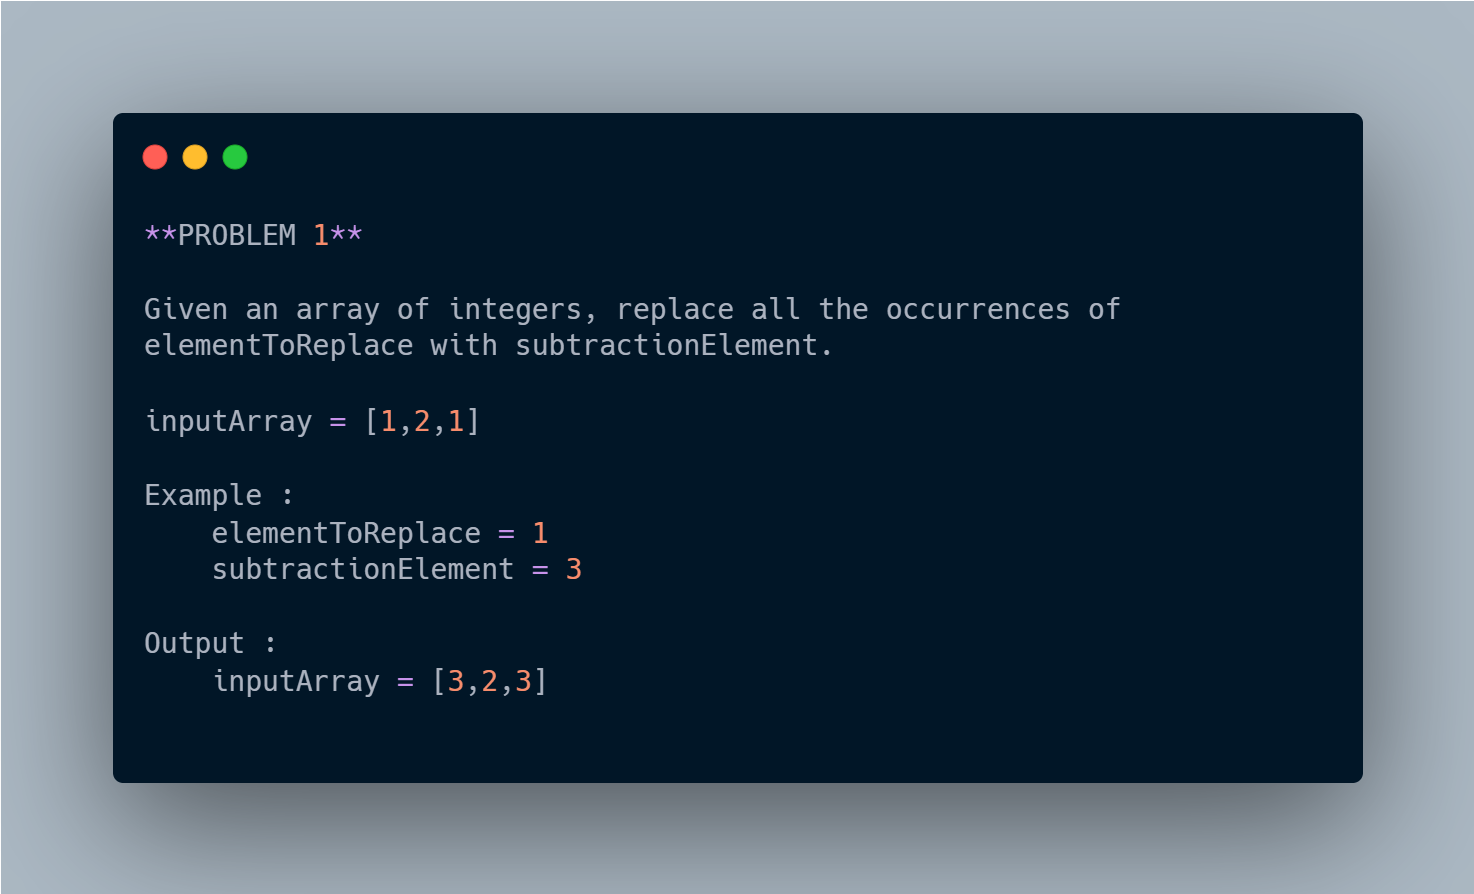 **PROBLEM 1**
Given an array of integers, replace all the occurrences of
elementToReplace with subtractionElement.
inputArray = [1,2,1]
Example :
    elementToReplace = 1
    subtractionElement = 3
Output :
    inputArray = [3,2,3]